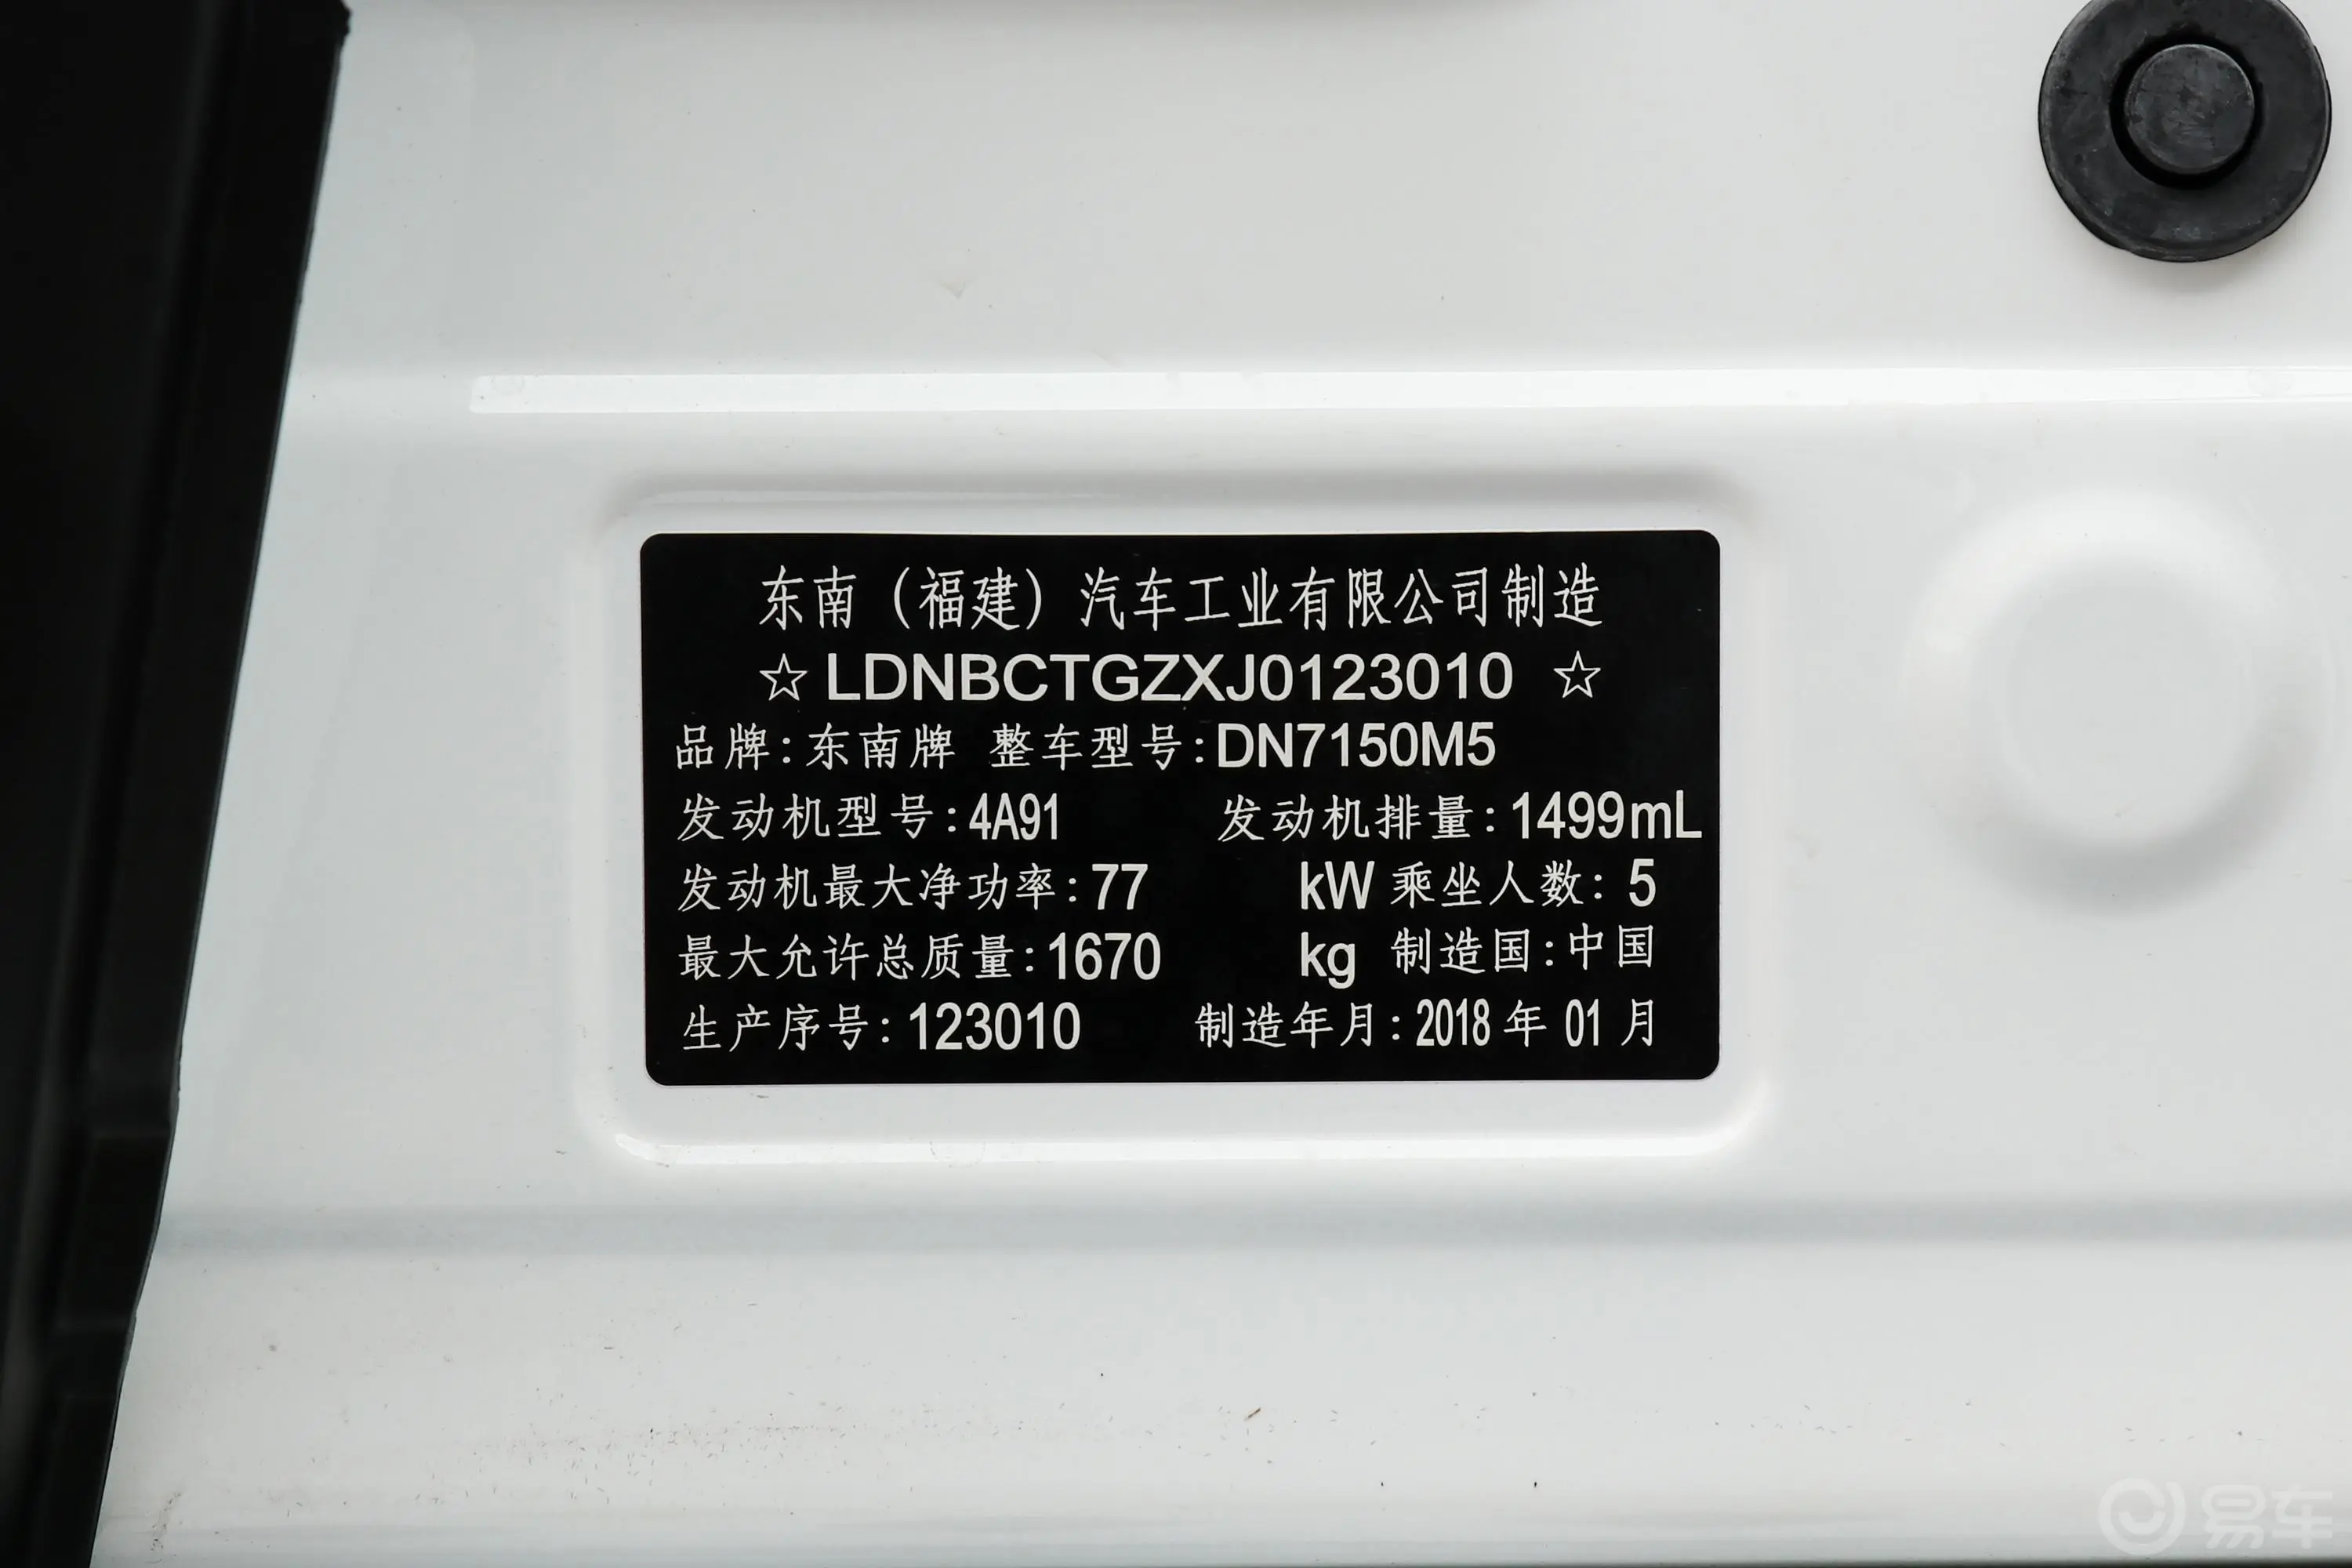 东南（福建）汽车工业有限公司制造
☆LDNBCTGZXJ0123010 ☆
品牌:东南牌 整车型号:DN7150M5
发动机型号:4A91 发动机排量:1499mL
发动机最大净功率:77 kW 乘坐人数:5
最大允许总质量:1670 kg 制造国:中国
生产序号:123010 制造年月:2018年01月
易车